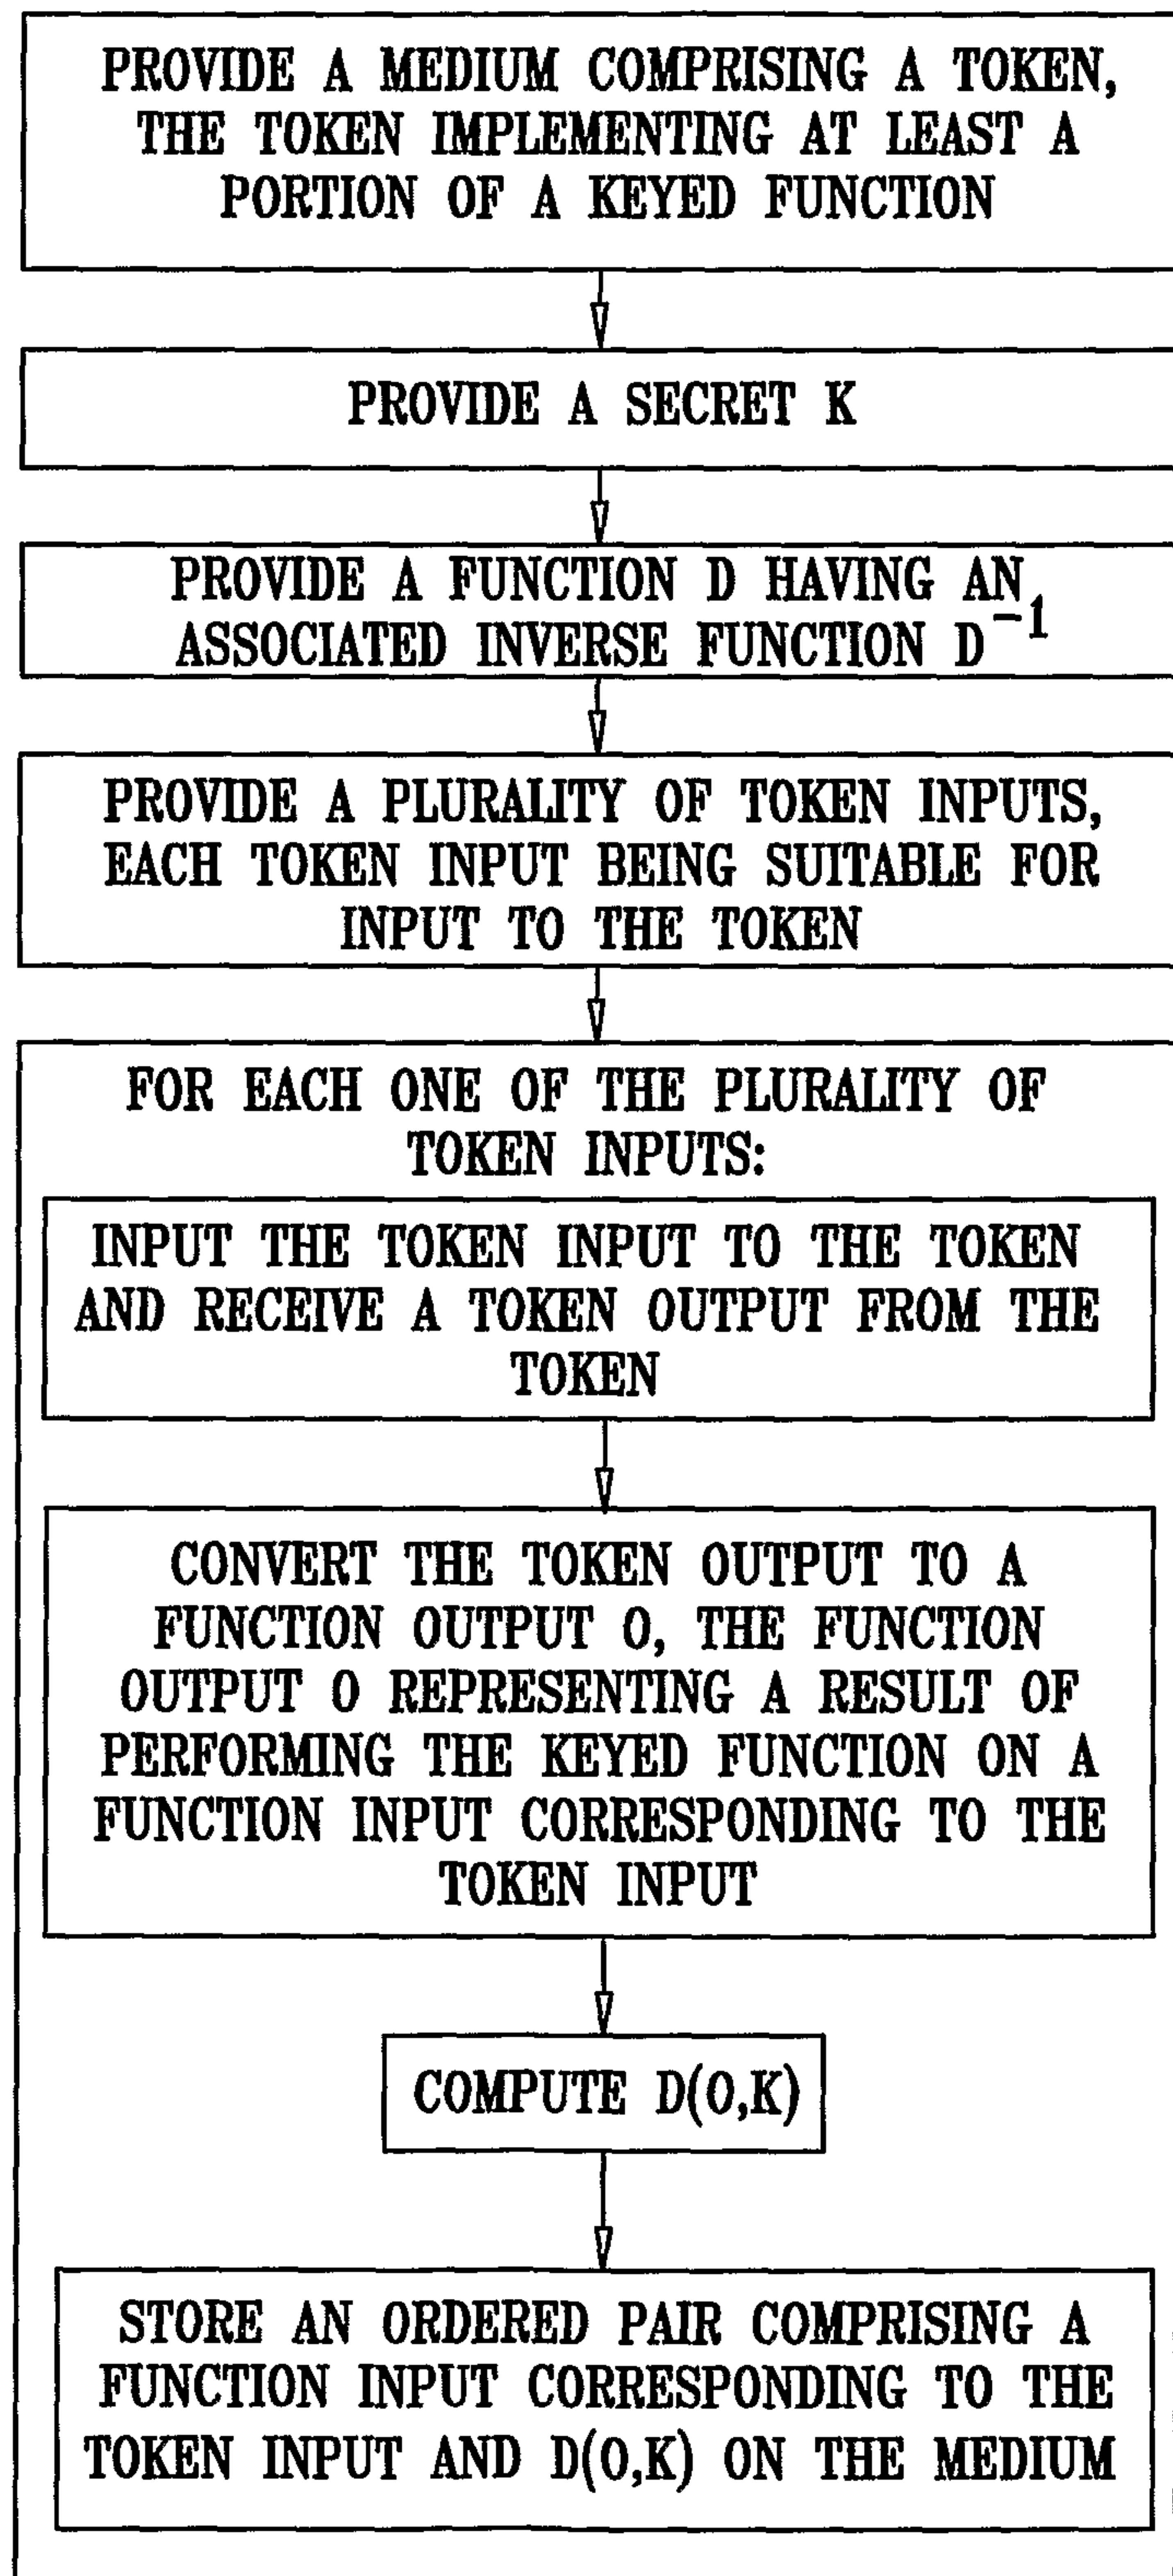 PROVIDE A MEDIUM COMPRISING A TOKEN,
THE TOKEN IMPLEMENTING AT LEAST A
PORTION OF A KEYED FUNCTION
PROVIDE A SECRET K
PROVIDE A FUNCTION D HAVING AN
ASSOCIATED INVERSE FUNCTION D⁻¹
PROVIDE A PLURALITY OF TOKEN INPUTS,
EACH TOKEN INPUT BEING SUITABLE FOR
INPUT TO THE TOKEN
FOR EACH ONE OF THE PLURALITY OF
TOKEN INPUTS:
INPUT THE TOKEN INPUT TO THE TOKEN
AND RECEIVE A TOKEN OUTPUT FROM THE
TOKEN
CONVERT THE TOKEN OUTPUT TO A
FUNCTION OUTPUT O, THE FUNCTION
OUTPUT O REPRESENTING A RESULT OF
PERFORMING THE KEYED FUNCTION ON A
FUNCTION INPUT CORRESPONDING TO THE
TOKEN INPUT
COMPUTE D(O,K)
STORE AN ORDERED PAIR COMPRISING A
FUNCTION INPUT CORRESPONDING TO THE
TOKEN INPUT AND D(O,K) ON THE MEDIUM